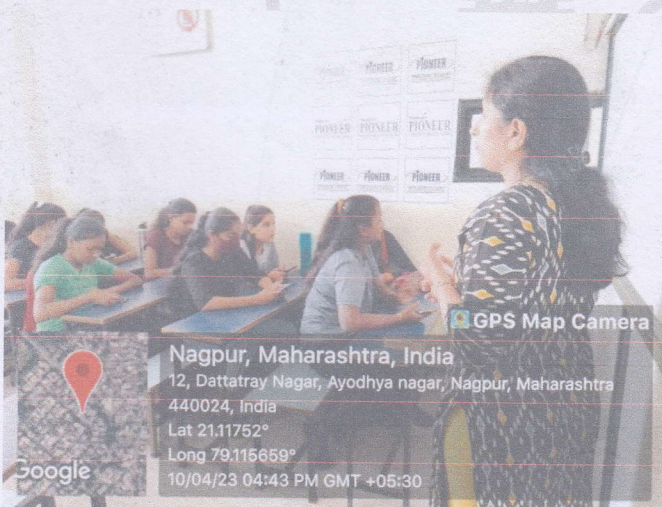 PIONEER PIONEER
PIONEER PIONEER PIONEER
PIONEER PIONEER PIONEER
GPS Map Camera
Nagpur, Maharashtra, India
12, Dattatray Nagar, Ayodhya nagar, Nagpur, Maharashtra
440024, India
Lat 21.11752°
Long 79.115659°
10/04/23 04:43 PM GMT +05:30
Google